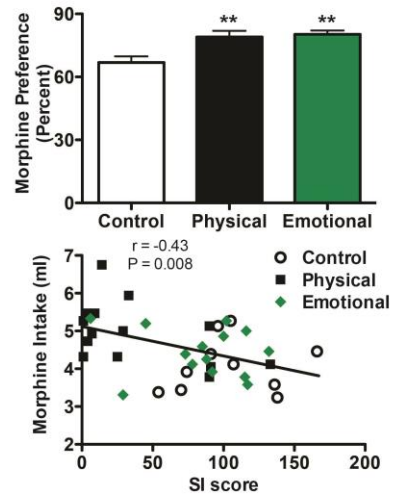 Morphine Preference
(Percent)
90
60
30
0
** **
Control Physical Emotional
Morphine Intake (ml)
r = -0.43
P = 0.008
Control
Physical
Emotional
7
6
5
4
3
2
0 50 100 150 200
SI score